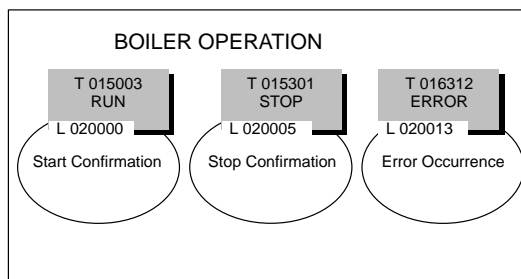 BOILER OPERATION
T 015003
RUN
L 020000
Start Confirmation
T 015301
STOP
L 020005
Stop Confirmation
T 016312
ERROR
L 020013
Error Occurrence